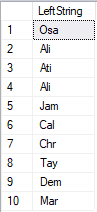 LeftString
1 Osa
2 Ali
3 Ati
4 Ali
5 Jam
6 Cal
7 Chr
8 Tay
9 Dem
10 Mar